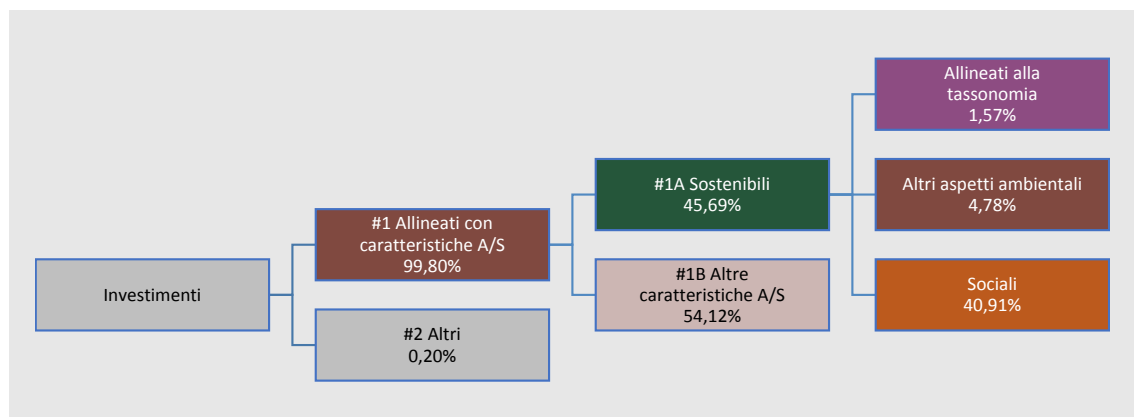 Investimenti
#1 Allineati con
caratteristiche A/S
99,80%
#2 Altri
0,20%
#1A Sostenibili
45,69%
#1B Altre
caratteristiche A/S
54,12%
Allineati alla
tassonomia
1,57%
Altri aspetti ambientali
4,78%
Sociali
40,91%